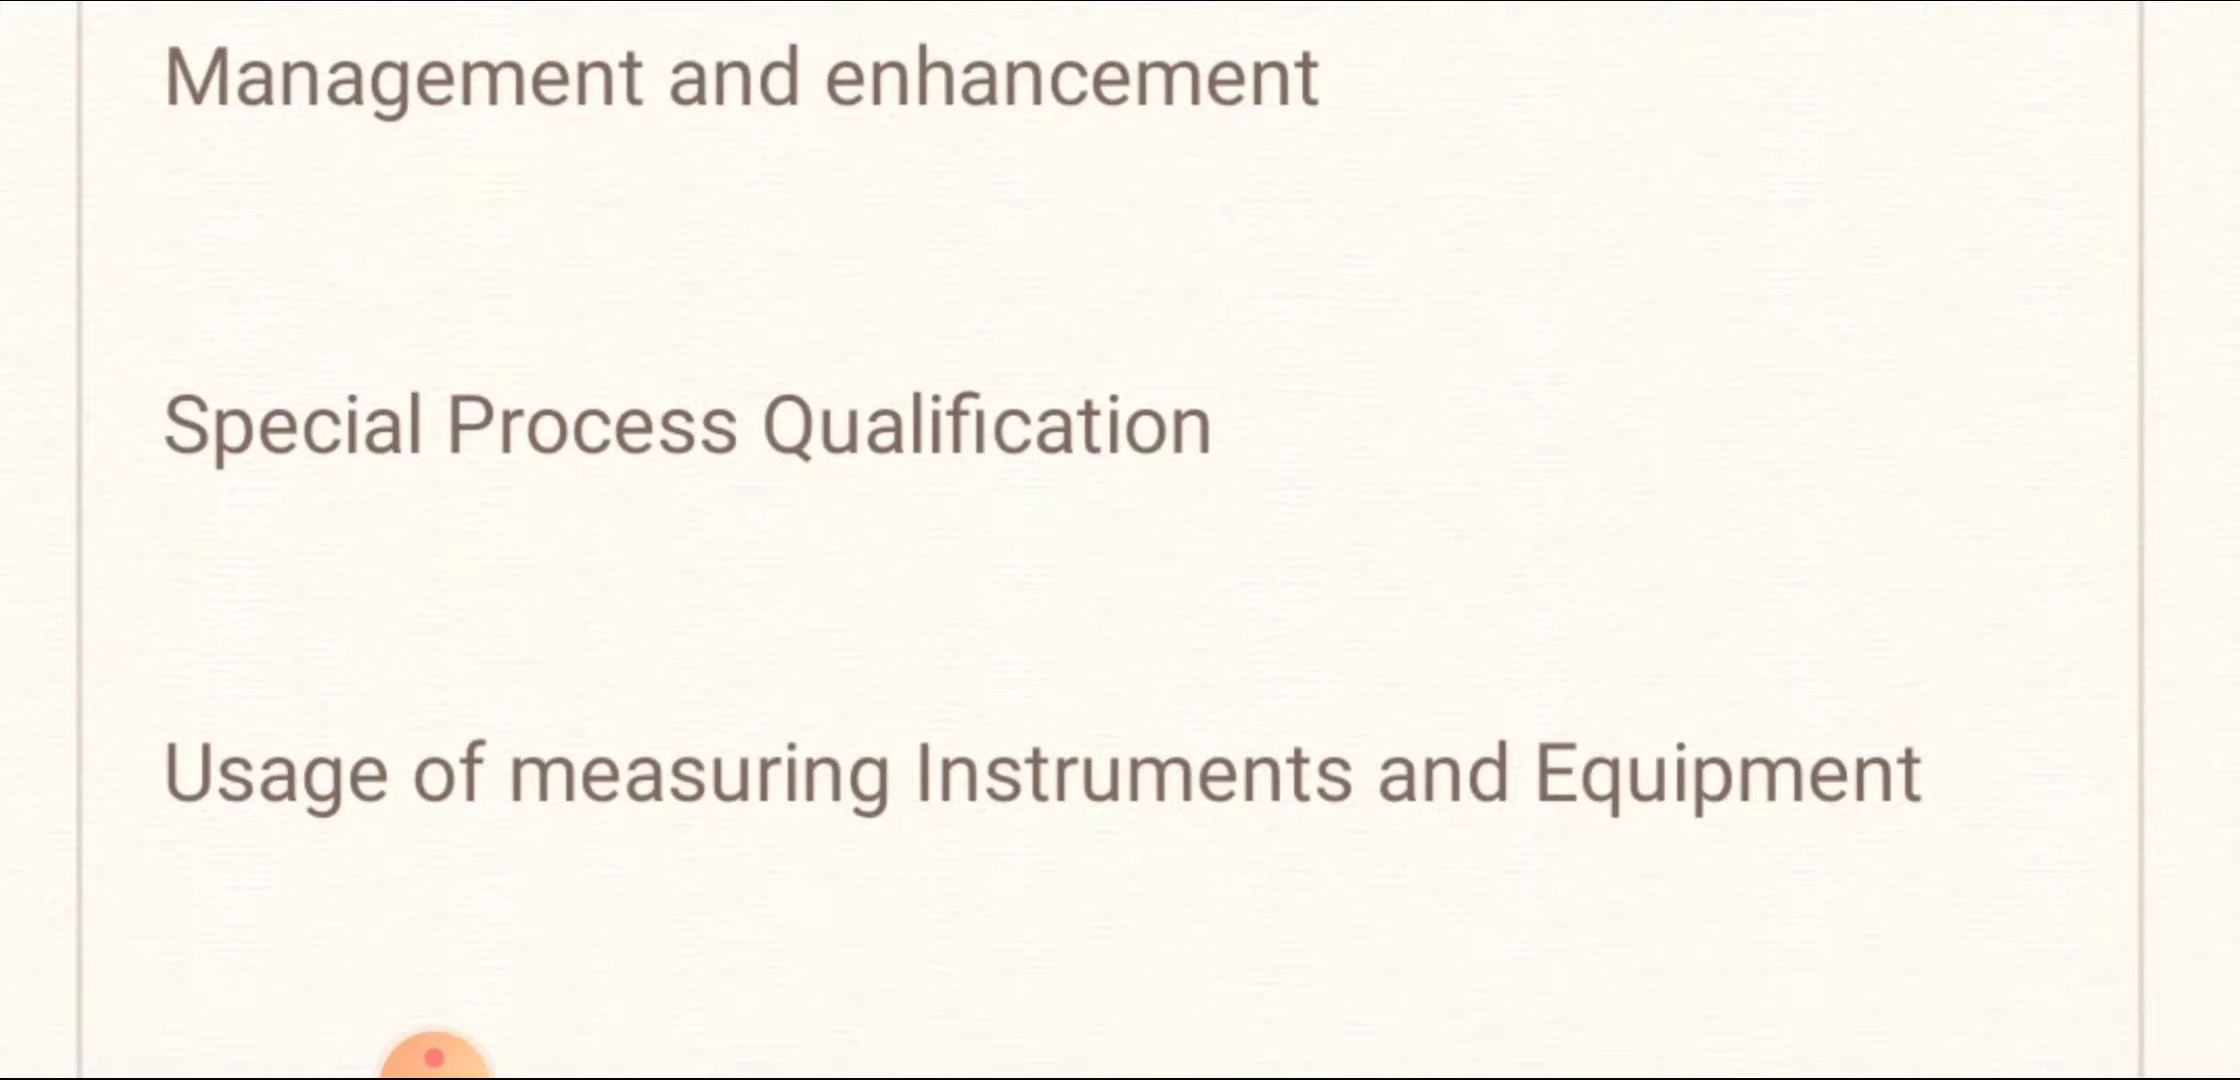 Management and enhancement
Special Process Qualification
Usage of measuring Instruments and Equipment